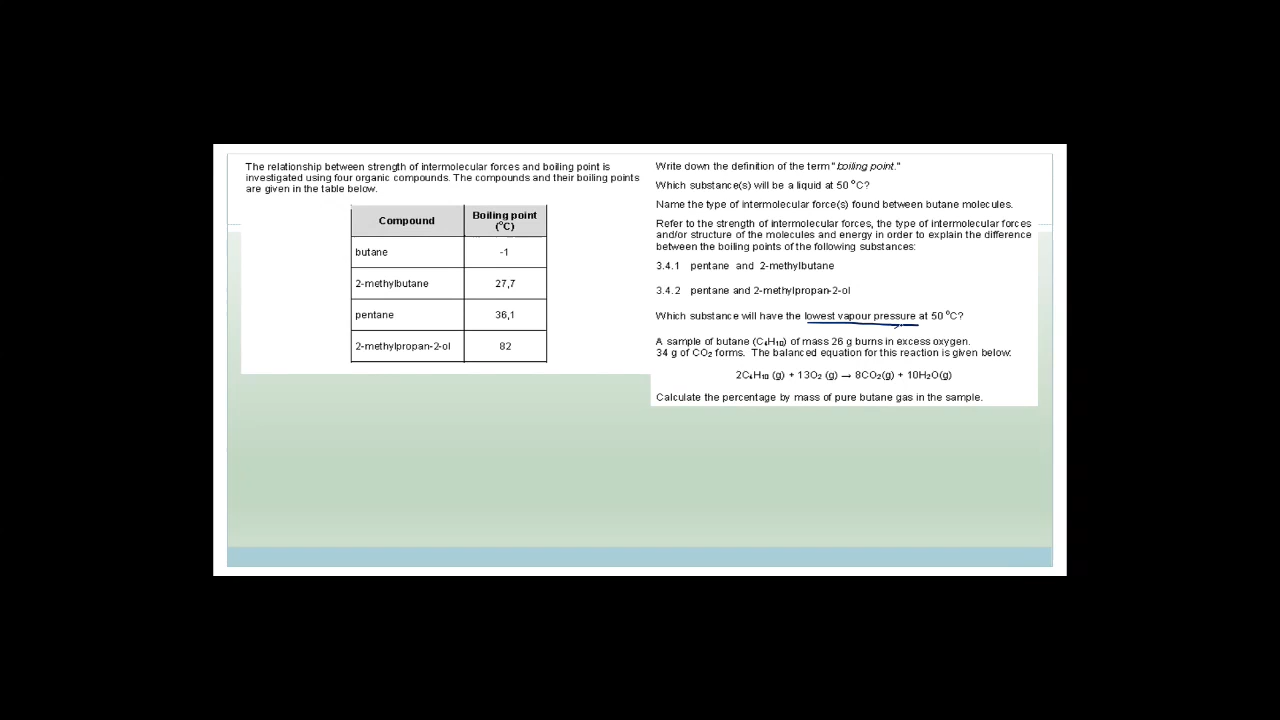 The relationship between strength of intermolecular forces and boiling point is
investigated using four organic compounds. The compounds and their boiling points
are given in the table below.
Compound Boiling point
(°C)
butane -1
2-methylbutane 27,7
pentane 36,1
2-methylpropan-2-ol 82
Write down the definition of the term "boiling point."
Which substance(s) will be a liquid at 50 °C?
Name the type of intermolecular force(s) found between butane molecules.
Refer to the strength of intermolecular forces, the type of intermolecular forces
and/or structure of the molecules and energy in order to explain the difference
between the boiling points of the following substances:
3.4.1 pentane and 2-methylbutane
3.4.2 pentane and 2-methylpropan-2-ol
Which substance will have the lowest vapour pressure at 50 °C?
A sample of butane (C₄H₁₀) of mass 26 g burns in excess oxygen.
34 g of CO₂ forms. The balanced equation for this reaction is given below:
2C₄H₁₀ (g) + 13O₂ (g) → 8CO₂(g) + 10H₂O(g)
Calculate the percentage by mass of pure butane gas in the sample.